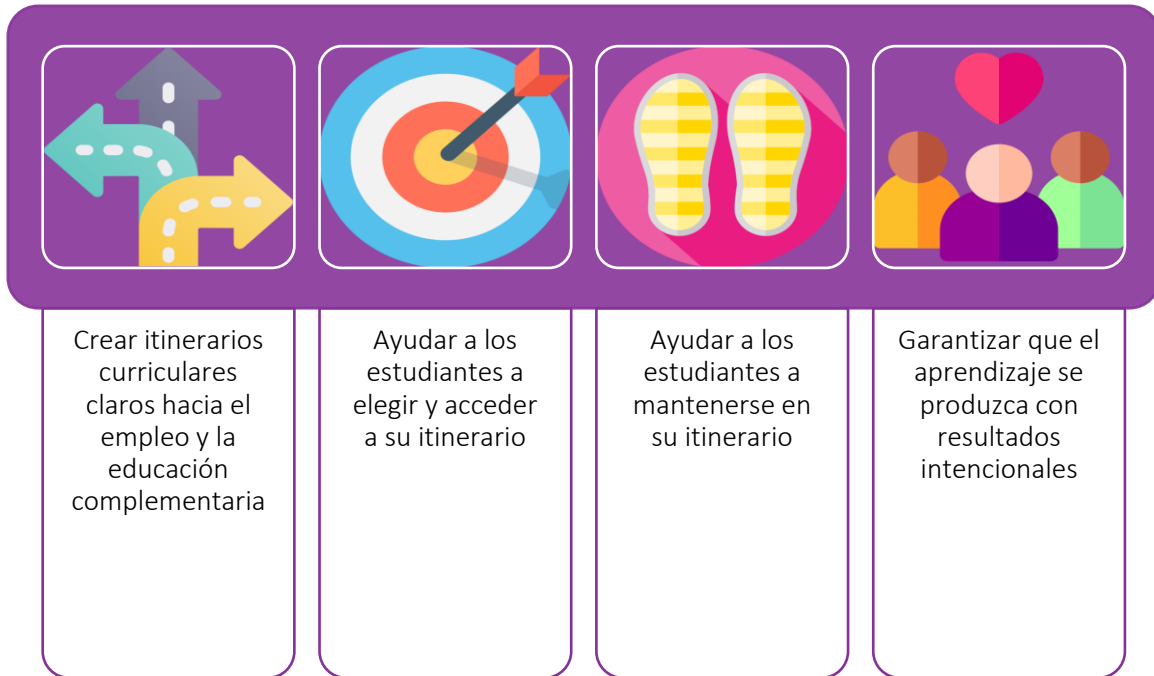 Crear itinerarios
curriculares
claros hacia el
empleo y la
educación
complementaria
Ayudar a los
estudiantes a
elegir y acceder
a su itinerario
Ayudar a los
estudiantes a
mantenerse en
su itinerario
Garantizar que el
aprendizaje se
produzca con
resultados
intencionales